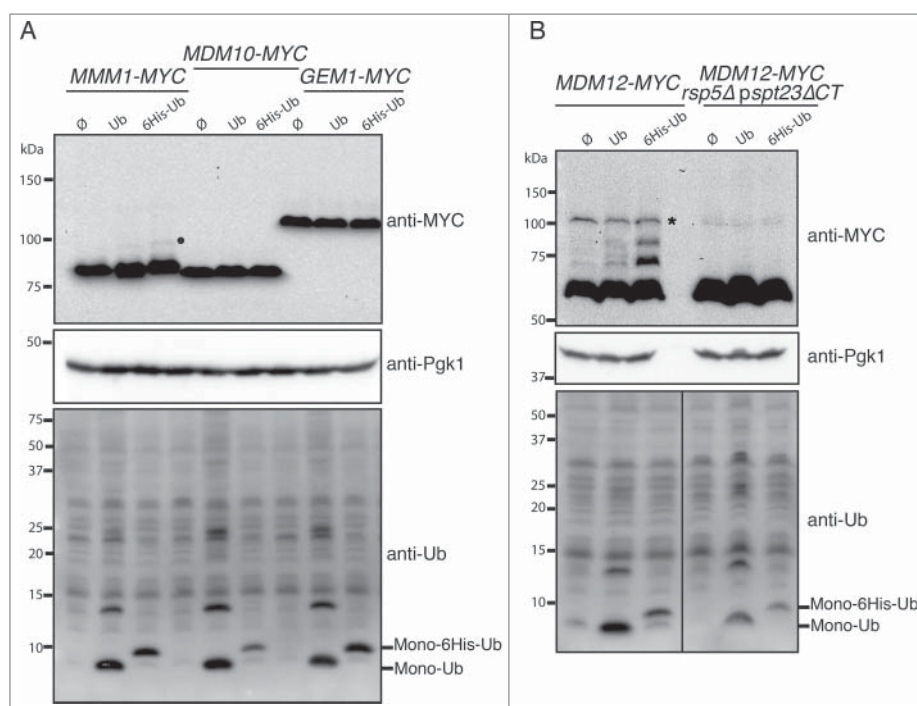 A
MDM10-MYC
MMM1-MYC
GEM1-MYC
Ø Ub 6His-Ub Ø Ub 6His-Ub Ø Ub 6His-Ub
kDa
150
100
75
anti-MYC
50
anti-Pgk1
75
50
37
25
20
15
10
anti-Ub
Mono-6His-Ub
Mono-Ub
B
MDM12-MYC
MDM12-MYC
rsp5Δ pspt23ΔCT
Ø Ub 6His-Ub Ø Ub 6His-Ub
kDa
150
100
75
50
*
anti-MYC
37
anti-Pgk1
50
37
25
20
15
10
anti-Ub
Mono-6His-Ub
Mono-Ub